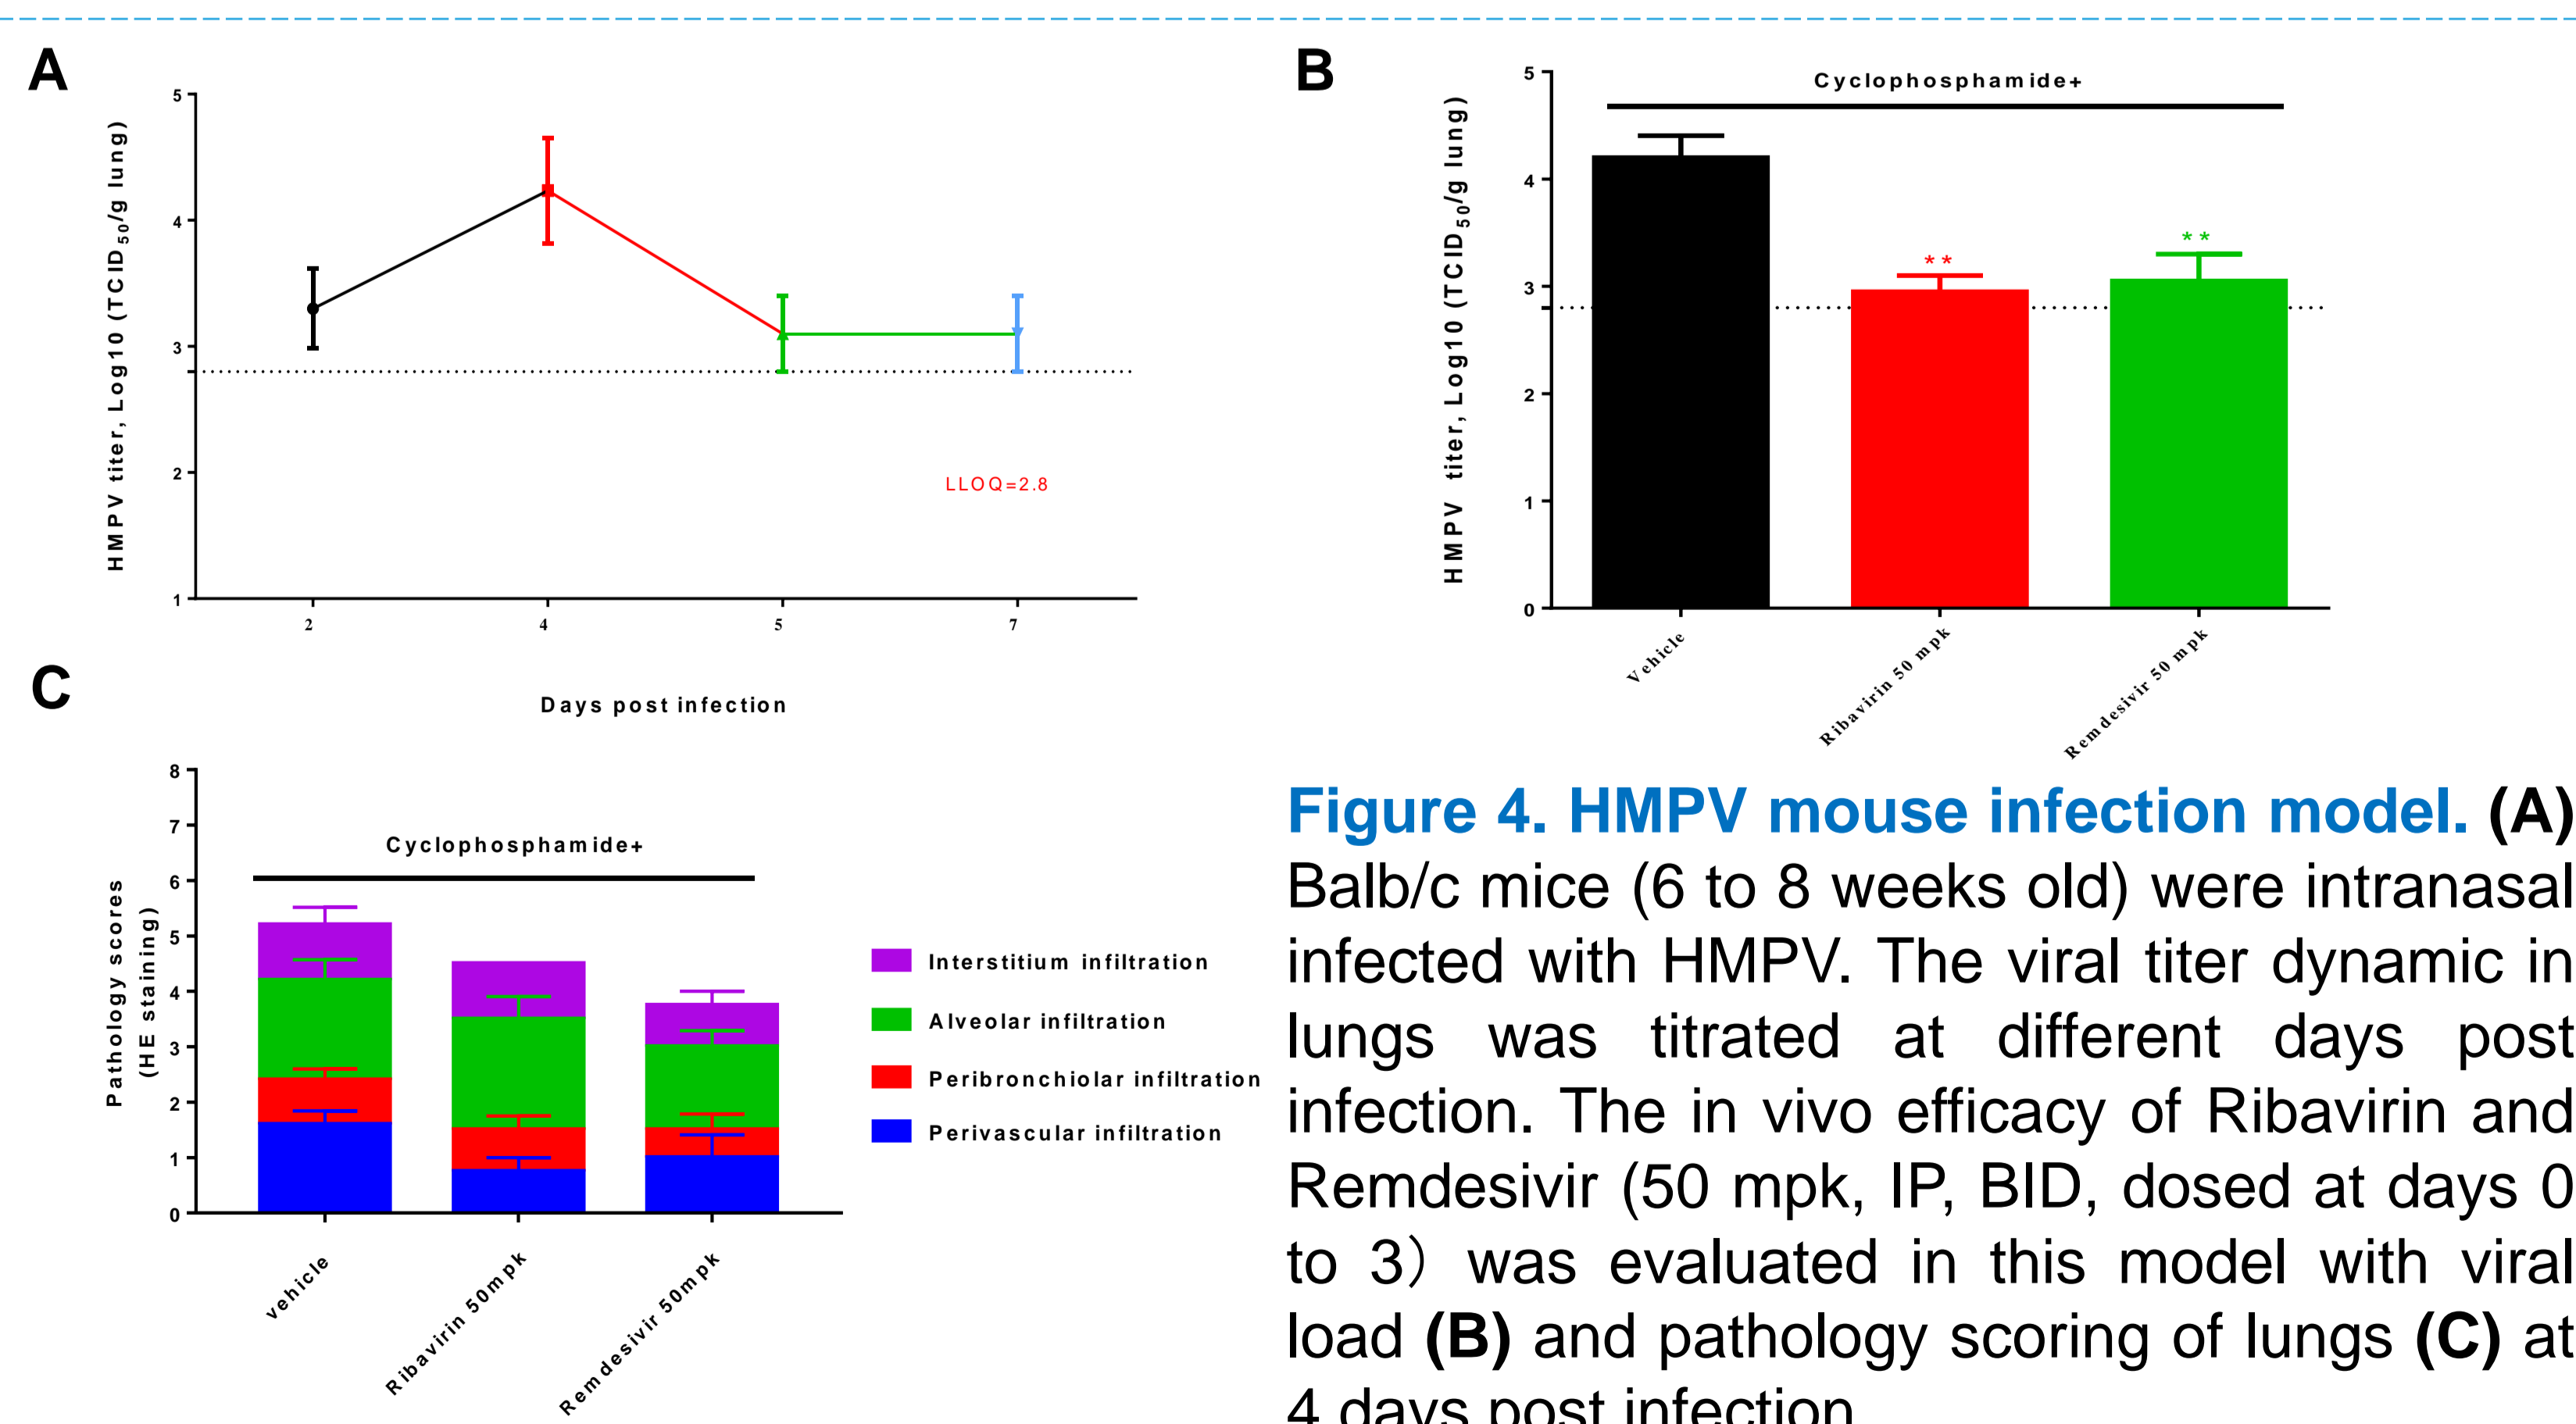 A
HMPV titer, Log10 (TCID50/g lung)
5
4
3
2
1
LLOQ=2.8
2 4 5 7
Days post infection
B
HMPV titer, Log10 (TCID50/g lung)
5
4
3
2
1
0
Cyclophosphamide+
**
**
Vehicle
Ribavirin 50 mpk
Remdesivir 50 mpk
C
Pathology scores
(HE staining)
8
7
6
5
4
3
2
1
0
Cyclophosphamide+
vehicle
Ribavirin 50mpk
Remdesivir 50mpk
Interstitium infiltration
Alveolar infiltration
Peribronchiolar infiltration
Perivascular infiltration
Figure 4. HMPV mouse infection model. (A)
Balb/c mice (6 to 8 weeks old) were intranasal
infected with HMPV. The viral titer dynamic in
lungs was titrated at different days post
infection. The in vivo efficacy of Ribavirin and
Remdesivir (50 mpk, IP, BID, dosed at days 0
to 3） was evaluated in this model with viral
load (B) and pathology scoring of lungs (C) at
4 days post infection